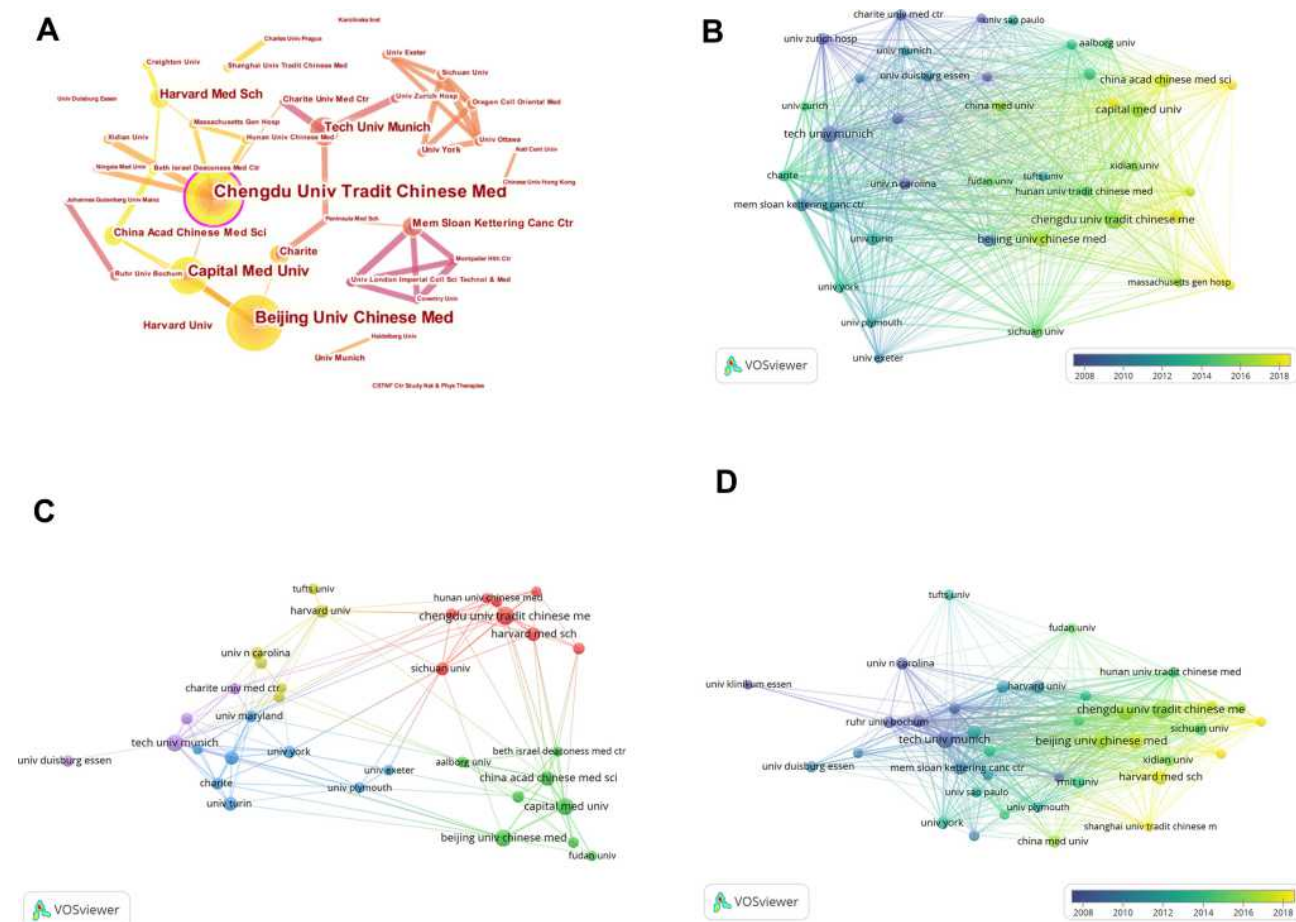 A
Karolinska Inst
Charles Univ Prague
Shanghai Univ Tradit Chinese Med
Creighton Univ
Univ Exeter
Sichuan Univ
Univ Duisburg Essen
Harvard Med Sch
Charite Univ Med Ctr
Univ Zurich Hosp
Oregon Coll Oriental Med
Massachusetts Gen Hosp
Tech Univ Munich
Xidian Univ
Hunan Univ Chinese Med
Univ Ottawa
Univ York
Natl Cent Univ
Ningxia Med Univ
Beth Israel Deaconess Med Ctr
Chinese Univ Hong Kong
Chengdu Univ Tradit Chinese Med
Johannes Gutenberg Univ Mainz
Peninsula Med Sch
Mem Sloan Kettering Canc Ctr
China Acad Chinese Med Sci
Charite
Montpellier Hlth Ctr
Ruhr Univ Bochum
Capital Med Univ
Univ London Imperial Coll Sci Technol & Med
Coventry Univ
Harvard Univ
Beijing Univ Chinese Med
Heidelberg Univ
Univ Munich
CSTNF Ctr Study Nat & Phys Therapies
B
charite univ med ctr
univ sao paulo
univ zurich hosp
univ munich
aalborg univ
univ duisburg essen
china acad chinese med sci
univ zurich
china med univ
capital med univ
tech univ munich
xidian univ
charite
univ n carolina
fudan univ
tufts univ
hunan univ tradit chinese med
mem sloan kettering canc ctr
chengdu univ tradit chinese me
univ turin
beijing univ chinese med
univ york
massachusetts gen hosp
univ plymouth
sichuan univ
univ exeter
VOSviewer
2008 2010 2012 2014 2016 2018
C
tufts univ
hunan univ chinese med
harvard univ
chengdu univ tradit chinese me
harvard med sch
univ n carolina
sichuan univ
charite univ med ctr
univ maryland
tech univ munich
univ york
beth israel deaconess med ctr
univ duisburg essen
aalborg univ
univ exeter
china acad chinese med sci
charite
univ plymouth
univ turin
capital med univ
beijing univ chinese med
fudan univ
VOSviewer
D
tufts univ
fudan univ
univ n carolina
hunan univ tradit chinese med
univ klinikum essen
harvard univ
chengdu univ tradit chinese me
ruhr univ bochum
sichuan univ
tech univ munich
beijing univ chinese med
xidian univ
univ duisburg essen
mem sloan kettering canc ctr
rmit univ
harvard med sch
univ sao paulo
univ plymouth
univ york
shanghai univ tradit chinese m
china med univ
VOSviewer
2008 2010 2012 2014 2016 2018